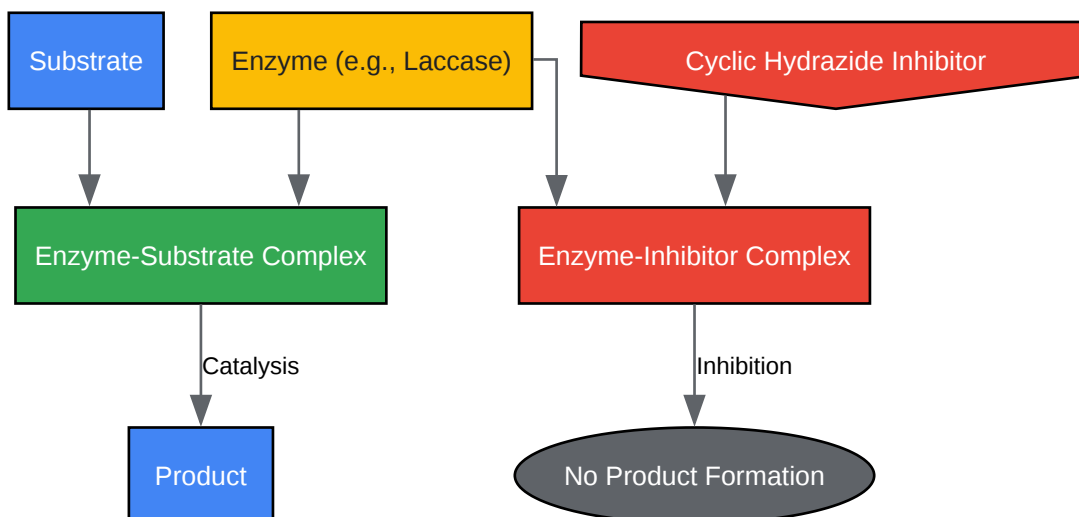 Substrate
Enzyme (e.g., Laccase)
Cyclic Hydrazide Inhibitor
Enzyme-Substrate Complex
Enzyme-Inhibitor Complex
Catalysis
Inhibition
Product
No Product Formation